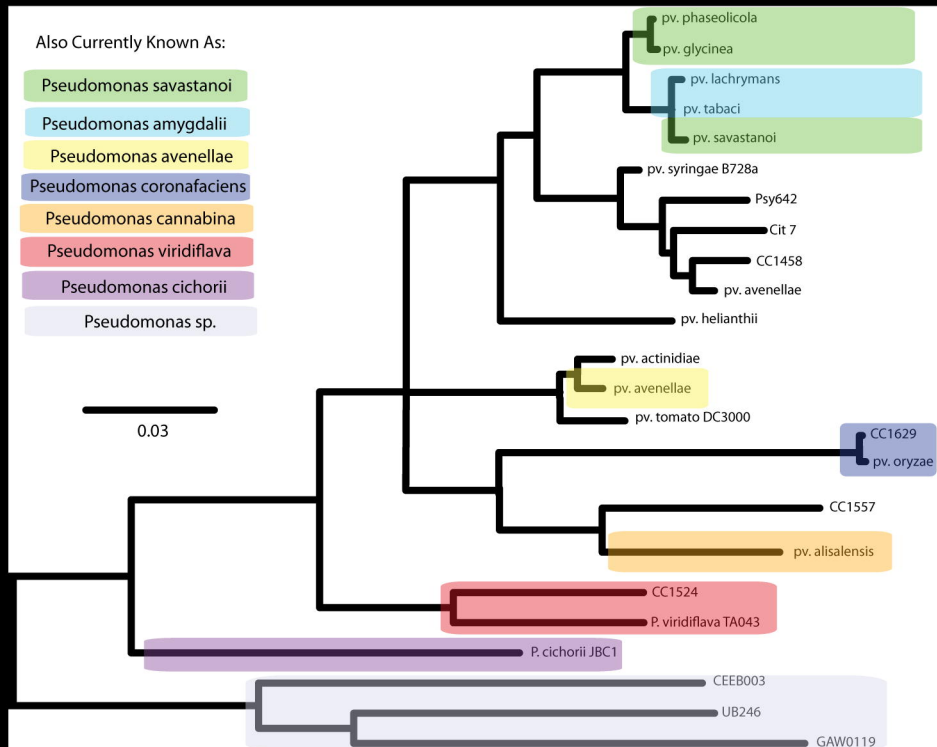 Also Currently Known As:
Pseudomonas savastanoi
Pseudomonas amygdalii
Pseudomonas avenellae
Pseudomonas coronafaciens
Pseudomonas cannabina
Pseudomonas viridiflava
Pseudomonas cichorii
Pseudomonas sp.
0.03
pv. phaseolicola
pv. glycinea
pv. lachrymans
pv. tabaci
pv. savastanoi
pv. syringae B728a
Psy642
Cit 7
CC1458
pv. avenellae
pv. helianthii
pv. actinidiae
pv. avenellae
pv. tomato DC3000
CC1629
pv. oryzae
CC1557
pv. alisalensis
CC1524
P. viridiflava TA043
P. cichorii JBC1
CEEB003
UB246
GAW0119